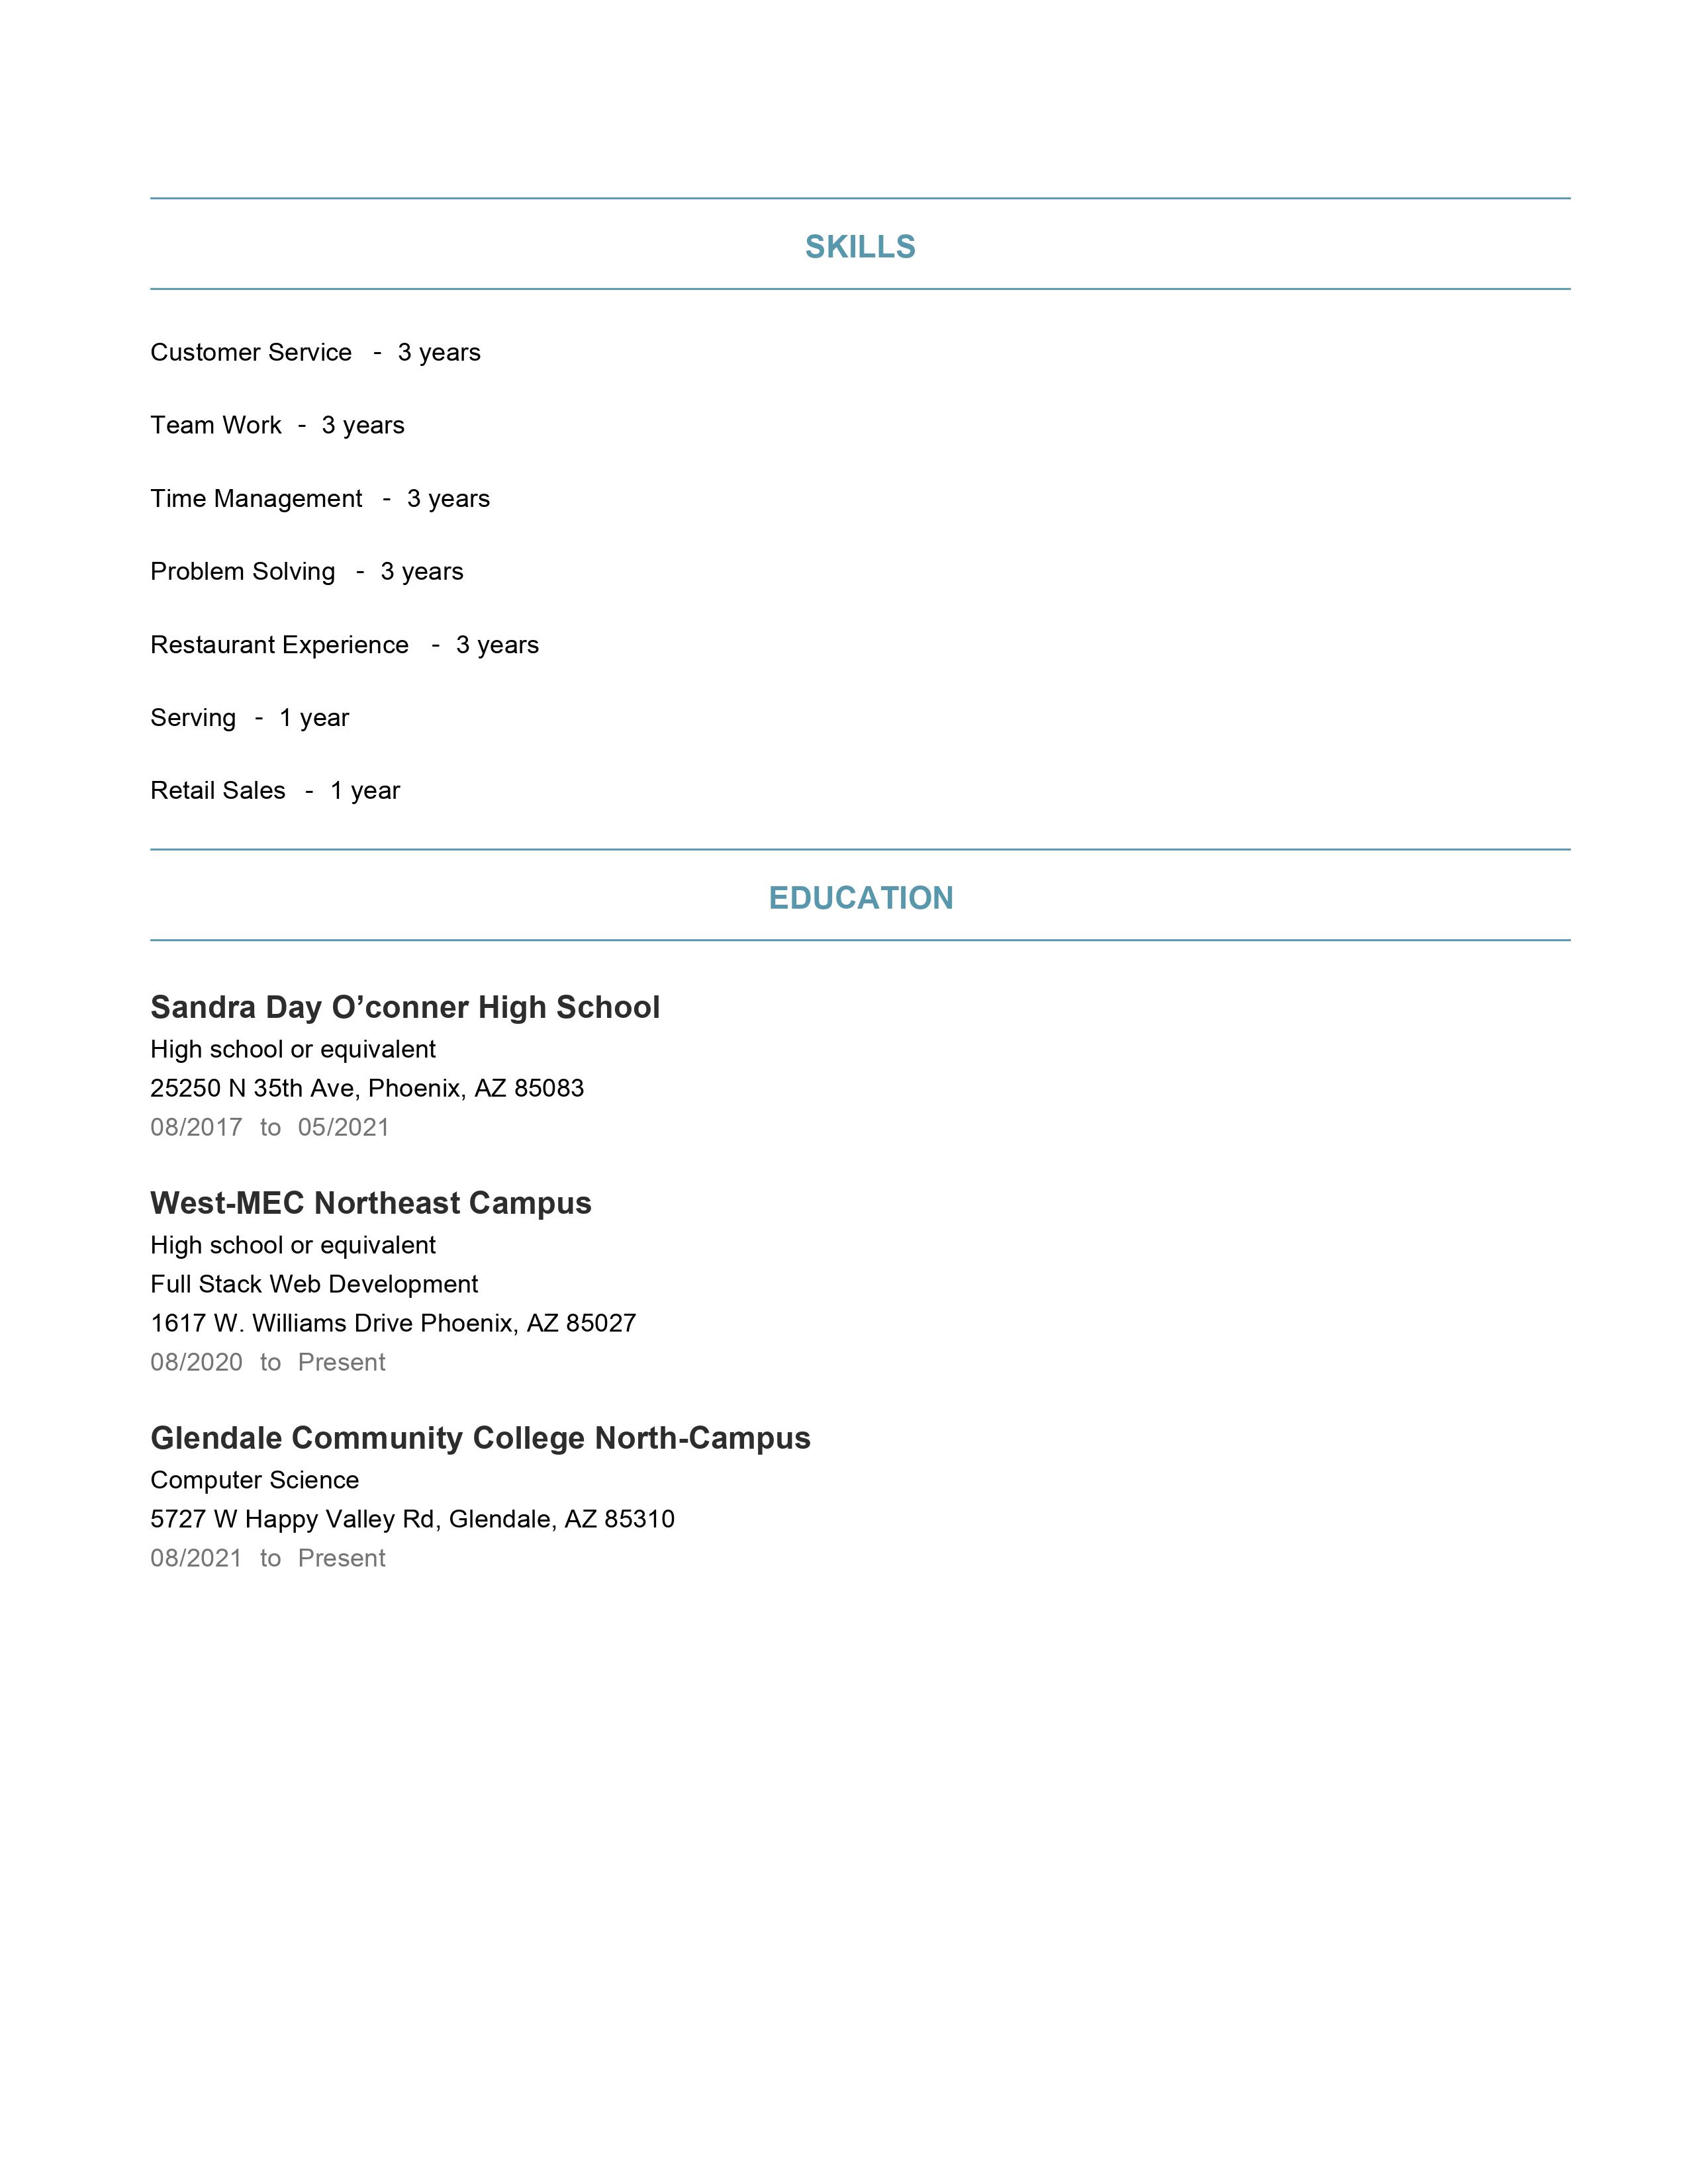 SKILLS
Customer Service - 3 years
Team Work - 3 years
Time Management - 3 years
Problem Solving - 3 years
Restaurant Experience - 3 years
Serving - 1 year
Retail Sales - 1 year
EDUCATION
Sandra Day O’conner High School
High school or equivalent
25250 N 35th Ave, Phoenix, AZ 85083
08/2017 to 05/2021
West-MEC Northeast Campus
High school or equivalent
Full Stack Web Development
1617 W. Williams Drive Phoenix, AZ 85027
08/2020 to Present
Glendale Community College North-Campus
Computer Science
5727 W Happy Valley Rd, Glendale, AZ 85310
08/2021 to Present